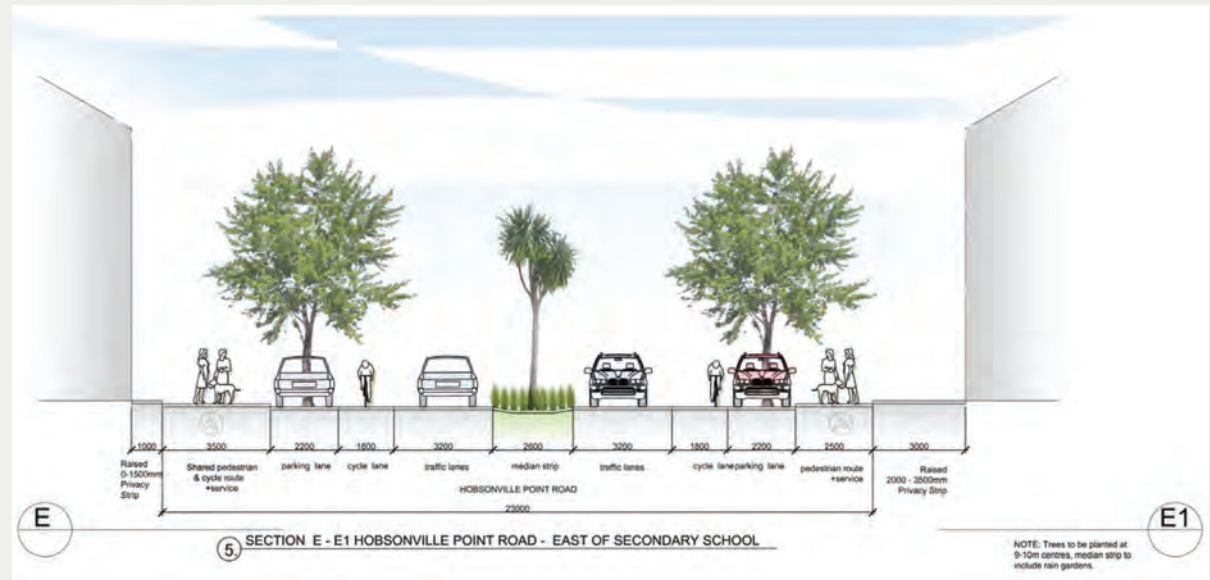 1000
3500
2200
1800
3200
2600
3200
1800
2200
2500
3000
Raised
0-1500mm
Privacy
Strip
Shared pedestrian
& cycle route
+service
parking lane
cycle lane
traffic lanes
median strip
traffic lanes
cycle lane
parking lane
pedestrian route
+service
Raised
2000 - 3500mm
Privacy Strip
HOBSONVILLE POINT ROAD
23000
E
E1
5. SECTION E - E1 HOBSONVILLE POINT ROAD - EAST OF SECONDARY SCHOOL
NOTE: Trees to be planted at
9-10m centres, median strip to
include rain gardens.